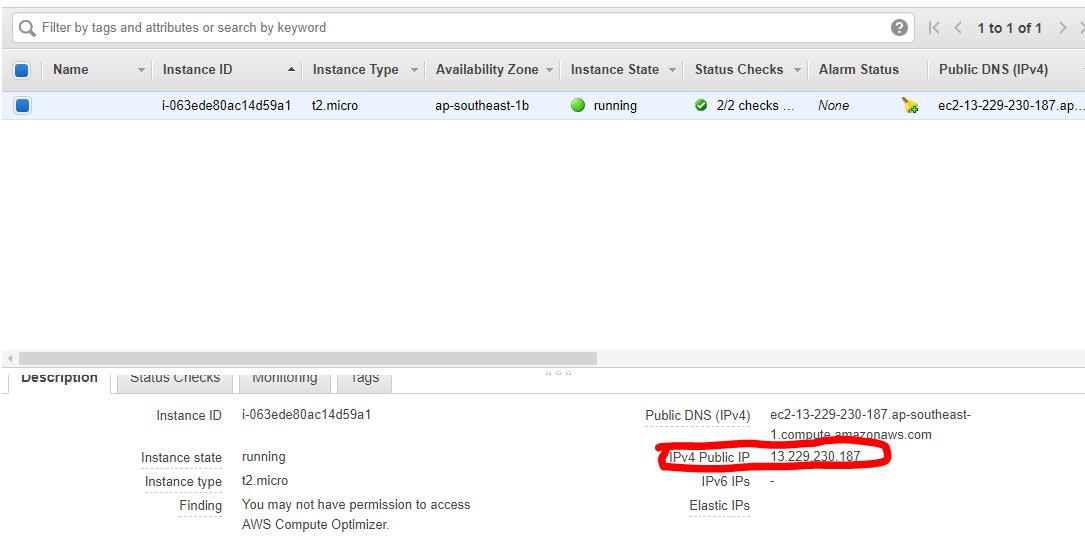 Filter by tags and attributes or search by keyword ? 1 to 1 of 1
Name Instance ID Instance Type Availability Zone Instance State Status Checks Alarm Status Public DNS (IPv4)
i-063ede80ac14d59a1 t2.micro ap-southeast-1b running 2/2 checks ... None ec2-13-229-230-187.ap...
Description Status Checks Monitoring Tags
Instance ID i-063ede80ac14d59a1 Public DNS (IPv4) ec2-13-229-230-187.ap-southeast-
1.compute.amazonaws.com
Instance state running IPv4 Public IP 13.229.230.187
Instance type t2.micro IPv6 IPs -
Finding You may not have permission to access Elastic IPs
AWS Compute Optimizer.